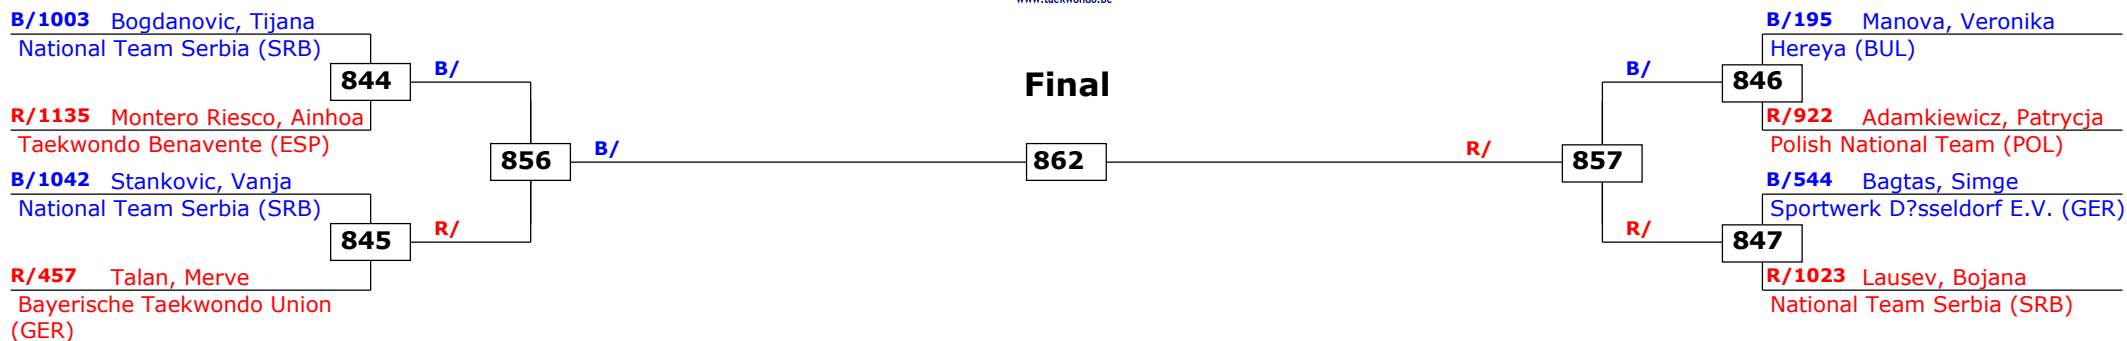 www.taekwondo.be
B/1003 Bogdanovic, Tijana
National Team Serbia (SRB)
844
B/
R/1135 Montero Riesco, Ainhoa
Taekwondo Benavente (ESP)
856
B/
B/1042 Stankovic, Vanja
National Team Serbia (SRB)
845
R/
R/457 Talan, Merve
Bayerische Taekwondo Union
(GER)
Final
862
B/195 Manova, Veronika
Hereya (BUL)
B/
846
R/922 Adamkiewicz, Patrycja
Polish National Team (POL)
R/
857
B/544 Bagtas, Simge
Sportwerk D?sseldorf E.V. (GER)
R/
847
R/1023 Lausev, Bojana
National Team Serbia (SRB)